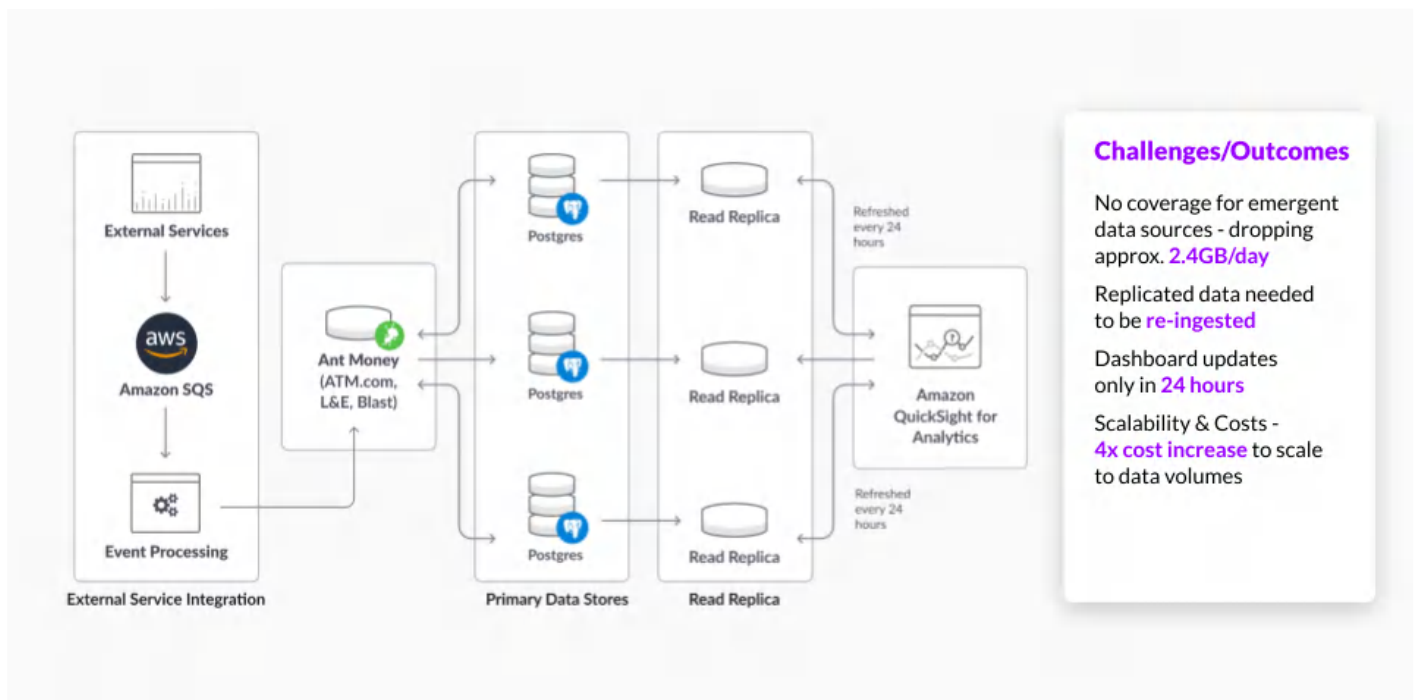 External Services
aws
Amazon SQS
Event Processing
External Service Integration
Ant Money
(ATM.com,
L&E, Blast)
Postgres
Postgres
Postgres
Primary Data Stores
Read Replica
Read Replica
Read Replica
Read Replica
Refreshed
every 24
hours
Amazon
QuickSight for
Analytics
Refreshed
every 24
hours
Challenges/Outcomes
No coverage for emergent
data sources - dropping
approx. 2.4GB/day
Replicated data needed
to be re-ingested
Dashboard updates
only in 24 hours
Scalability & Costs -
4x cost increase to scale
to data volumes